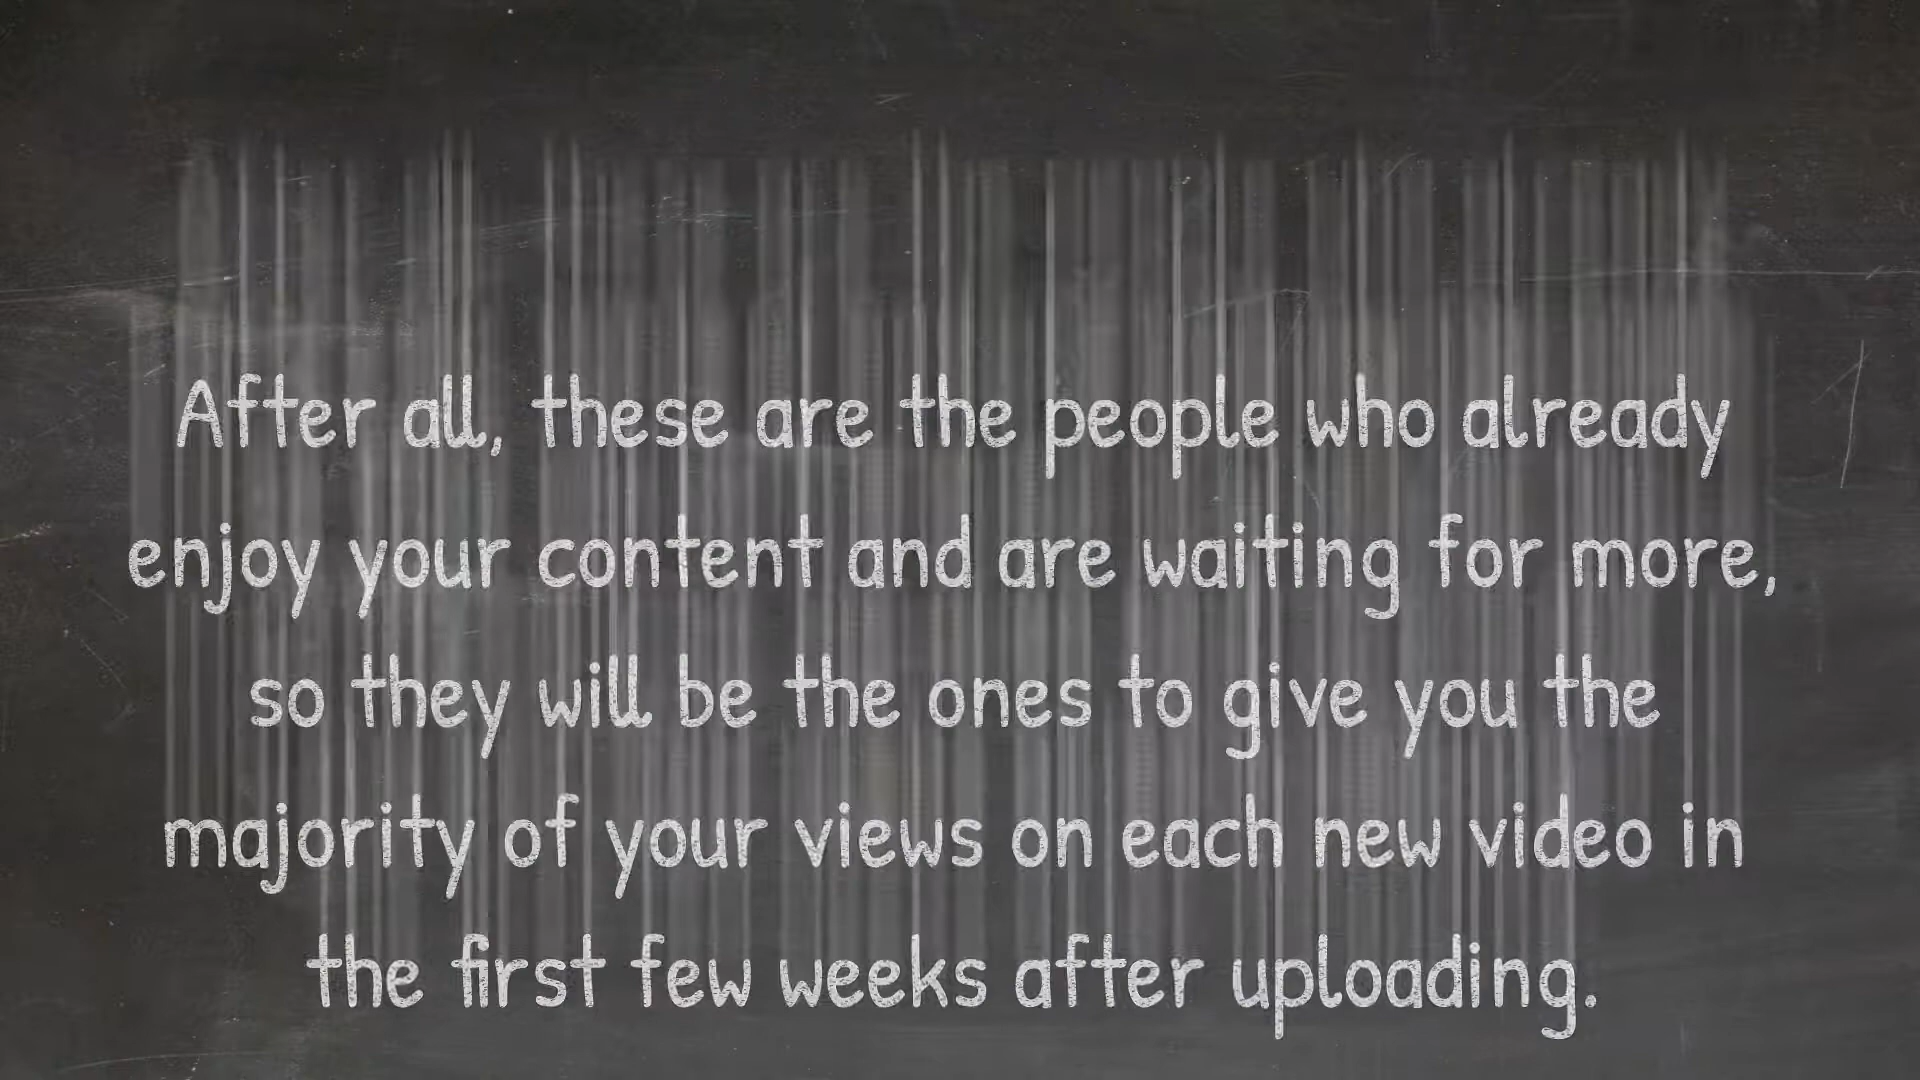 After all, these are the people who already
enjoy your content and are waiting for more,
so they will be the ones to give you the
majority of your views on each new video in
the first few weeks after uploading.